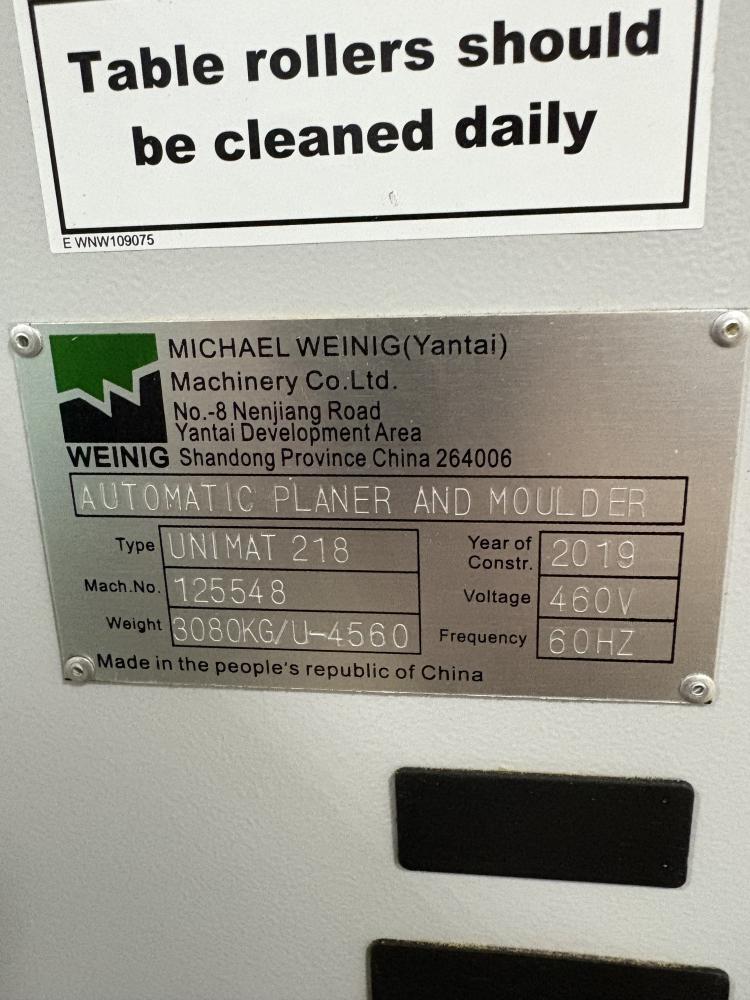 Table rollers should
be cleaned daily
E WNW109075
MICHAEL WEINIG(Yantai)
Machinery Co.Ltd.
No.-8 Nenjiang Road
Yantai Development Area
WEINIG Shandong Province China 264006
AUTOMATIC PLANER AND MOULDER
Type UNIMAT 218 Year of Constr. 2019
Mach.No. 125548 Voltage 460V
Weight 3080KG/U-4560 Frequency 60HZ
Made in the people's republic of China